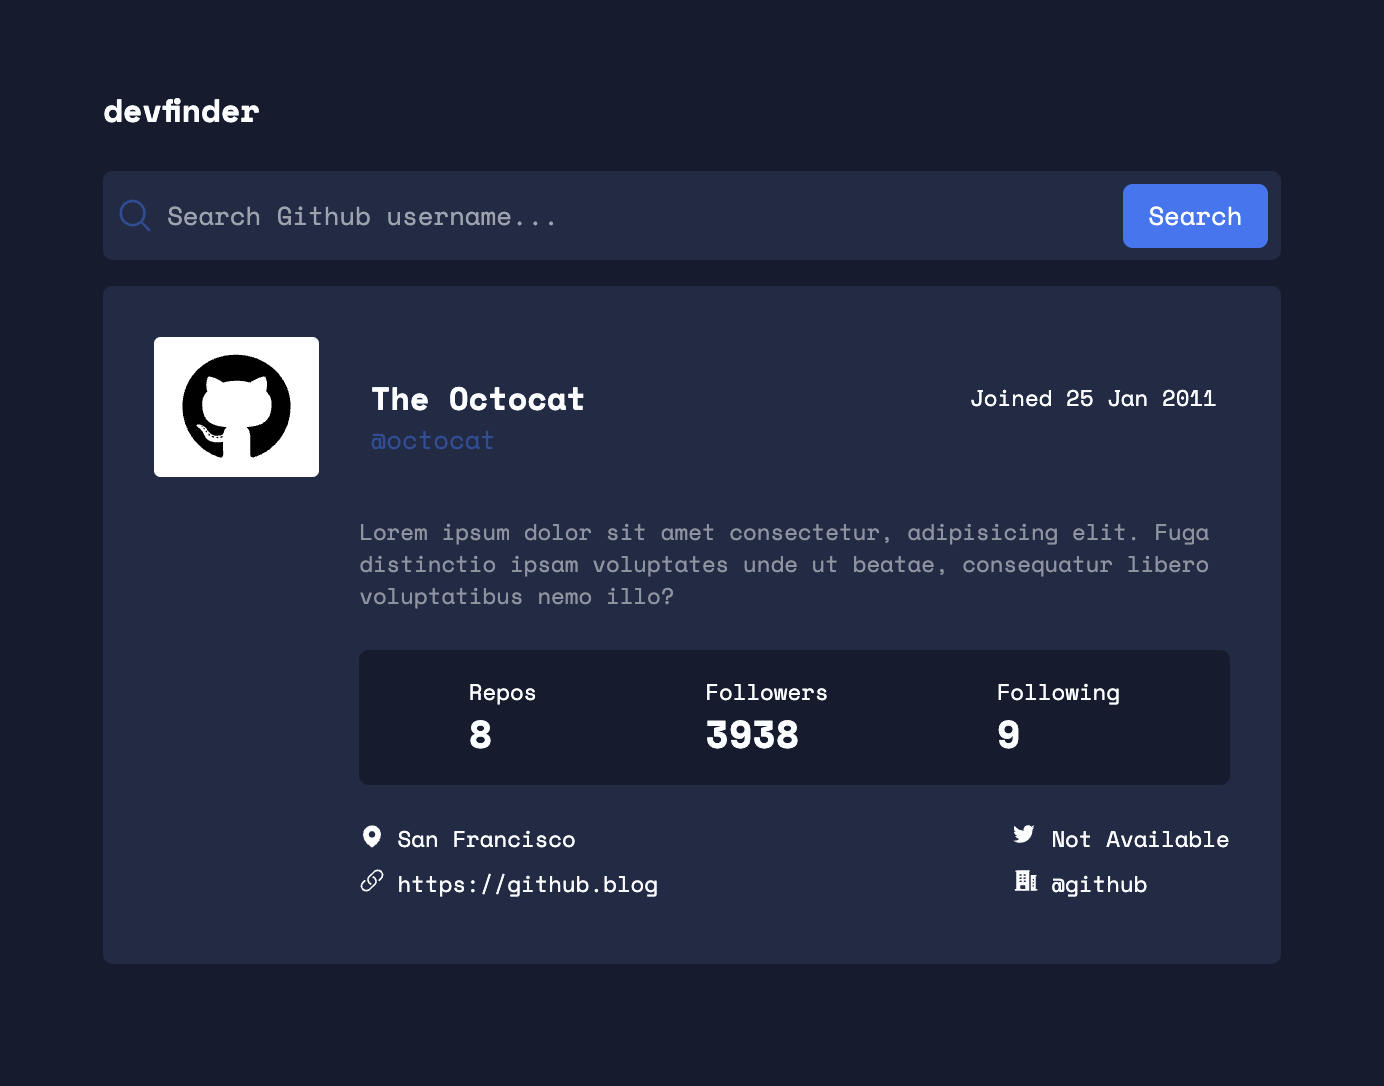 devfinder
Search Github username...
Search
The Octocat
Joined 25 Jan 2011
@octocat
Lorem ipsum dolor sit amet consectetur, adipisicing elit. Fuga
distinctio ipsam voluptates unde ut beatae, consequatur libero
voluptatibus nemo illo?
Repos
8
Followers
3938
Following
9
San Francisco
Not Available
https://github.blog
@github